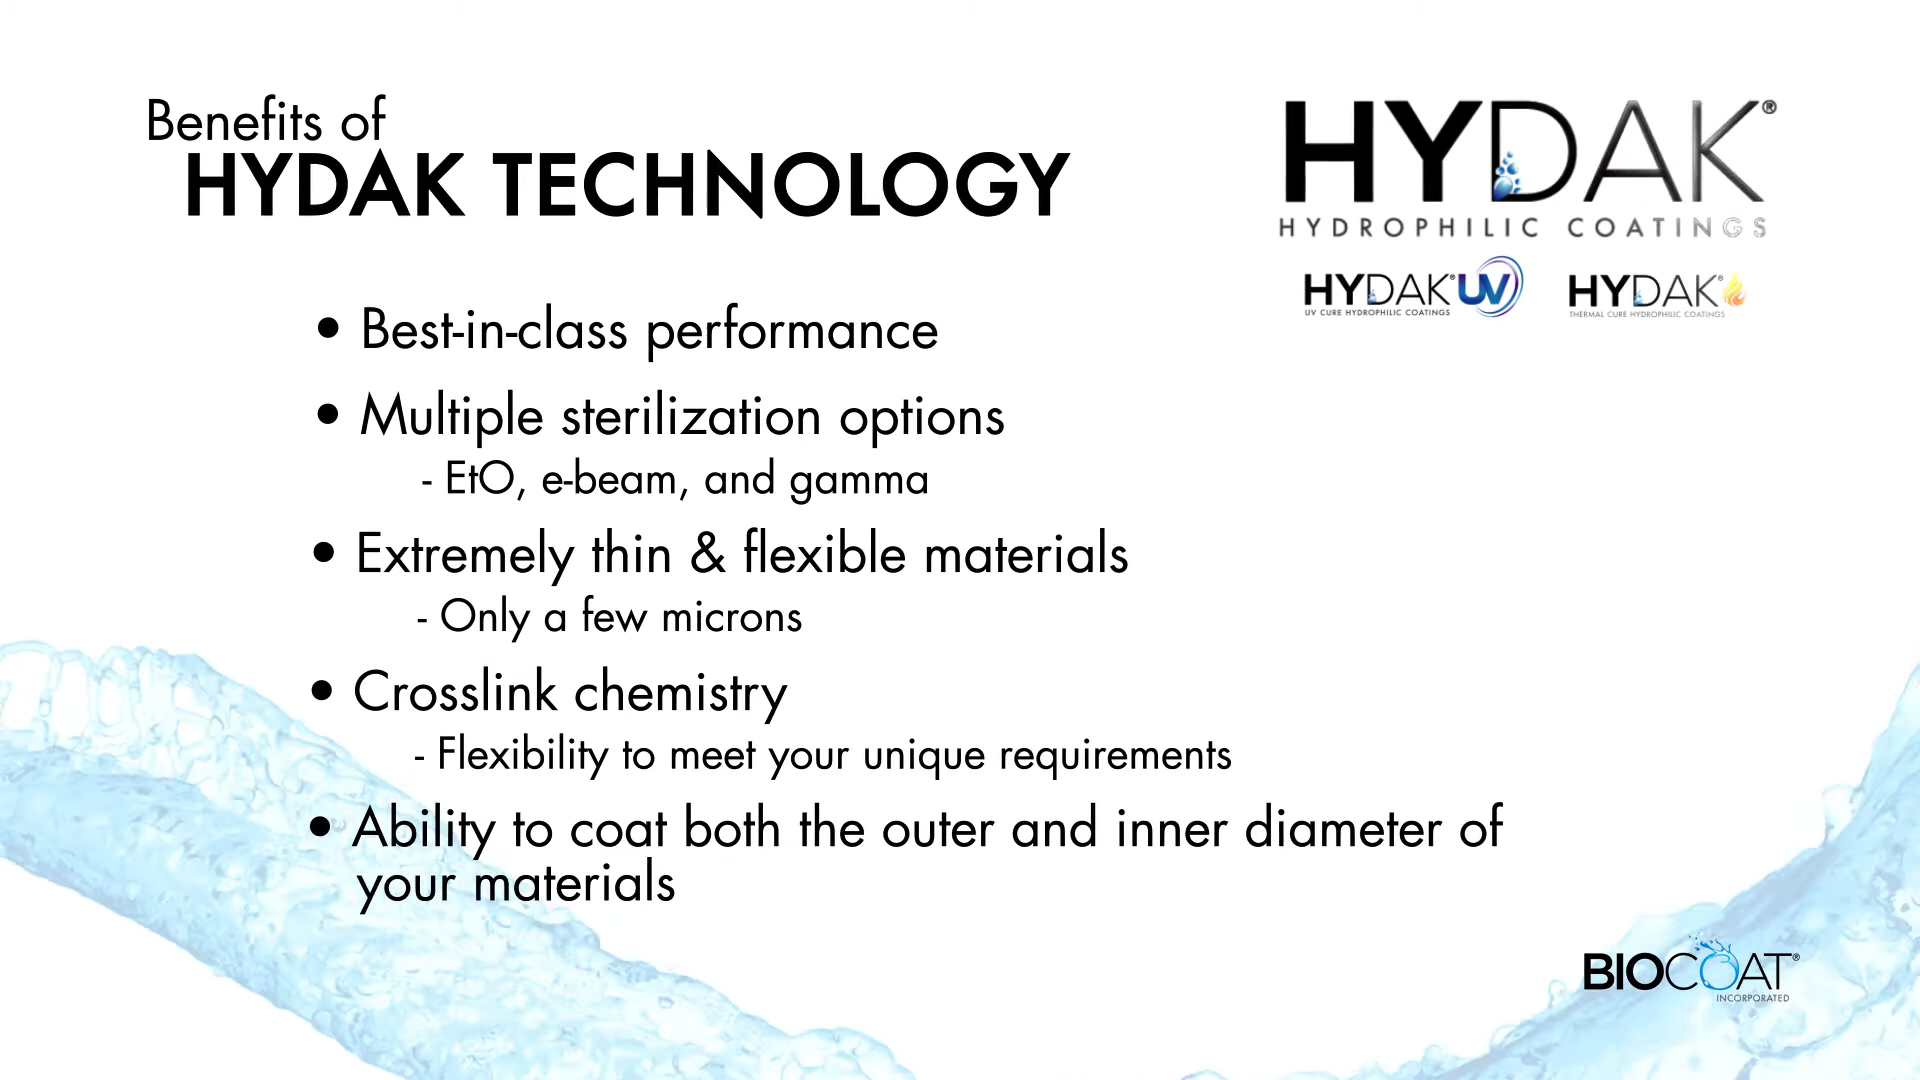 Benefits of
HYDAK TECHNOLOGY
HYDAK®
HYDROPHILIC COATINGS
HYDAK® UV
UV CURE HYDROPHILIC COATINGS
HYDAK®
THERMAL CURE HYDROPHILIC COATINGS
• Best-in-class performance
• Multiple sterilization options
- EtO, e-beam, and gamma
• Extremely thin & flexible materials
- Only a few microns
• Crosslink chemistry
- Flexibility to meet your unique requirements
• Ability to coat both the outer and inner diameter of
your materials
BIOCOAT®
INCORPORATED